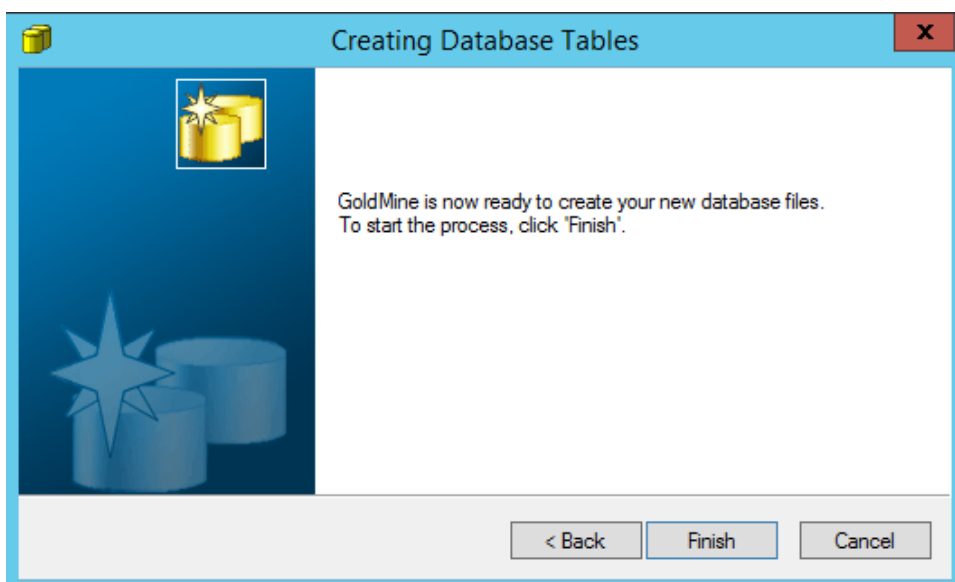 Creating Database Tables
x
GoldMine is now ready to create your new database files.
To start the process, click 'Finish'.
< Back
Finish
Cancel